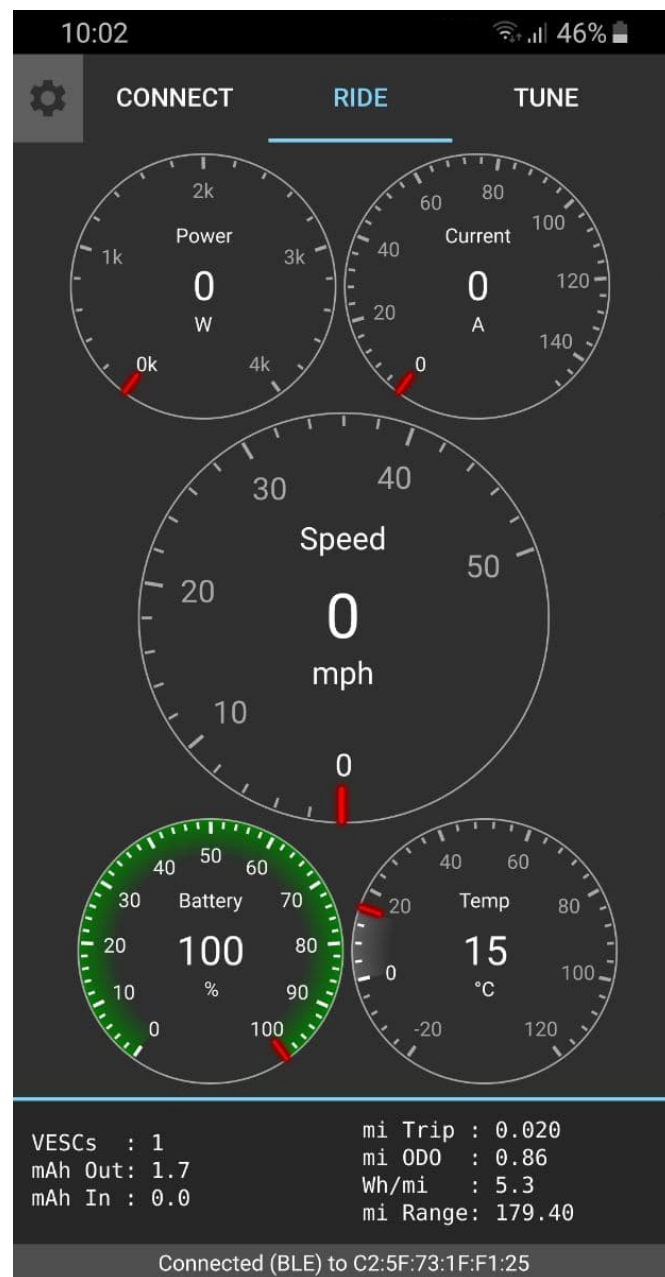 10:02 46%
CONNECT RIDE TUNE
2k
1k 3k
Power
0
W
0k 4k
60 80
40 100
Current
0
A
20 120
0 140
30 40
Speed
20 50
0
mph
10
0
40 50 60
30 Battery 70
20 100 80
%
10 90
0 100
40 60
20 Temp 80
15
0 °C 100
-20 120
VESCs  : 1
mAh Out: 1.7
mAh In : 0.0
mi Trip : 0.020
mi ODO  : 0.86
Wh/mi   : 5.3
mi Range: 179.40
Connected (BLE) to C2:5F:73:1F:F1:25